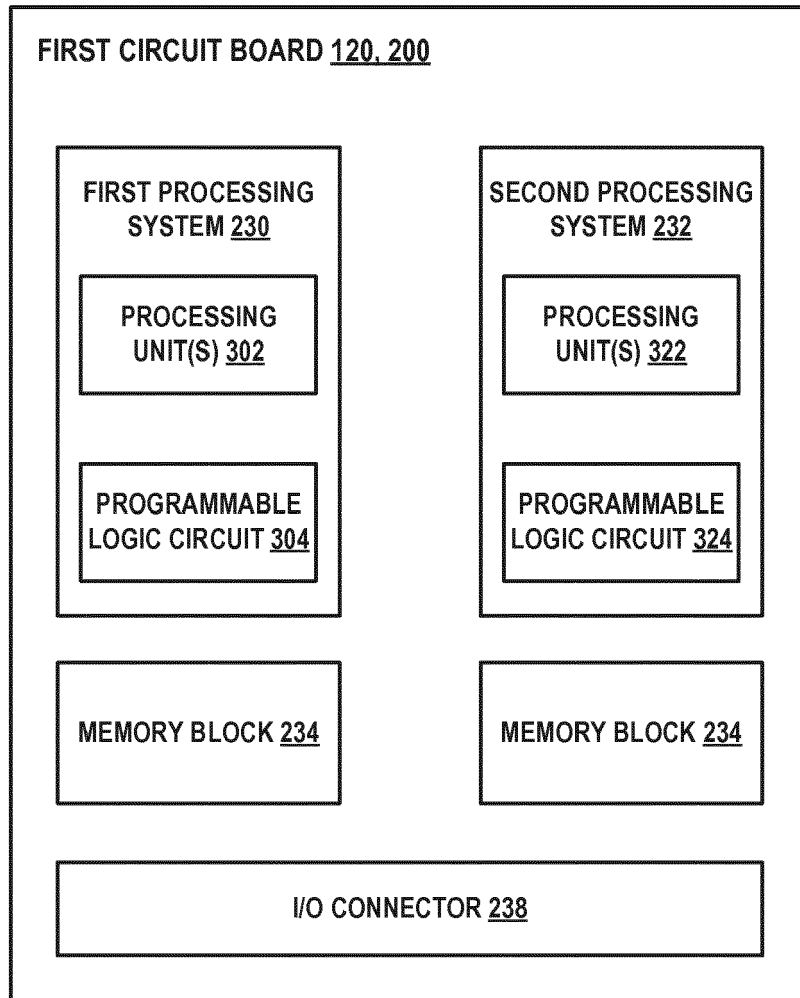 FIRST CIRCUIT BOARD 120, 200
FIRST PROCESSING
SYSTEM 230
PROCESSING
UNIT(S) 302
PROGRAMMABLE
LOGIC CIRCUIT 304
SECOND PROCESSING
SYSTEM 232
PROCESSING
UNIT(S) 322
PROGRAMMABLE
LOGIC CIRCUIT 324
MEMORY BLOCK 234
MEMORY BLOCK 234
I/O CONNECTOR 238